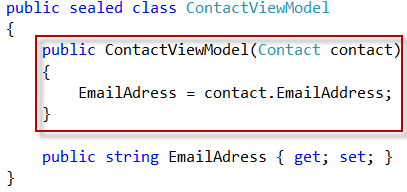 public sealed class ContactViewModel
{
public ContactViewModel(Contact contact)
{
EmailAdress = contact.EmailAddress;
}
public string EmailAdress { get; set; }
}